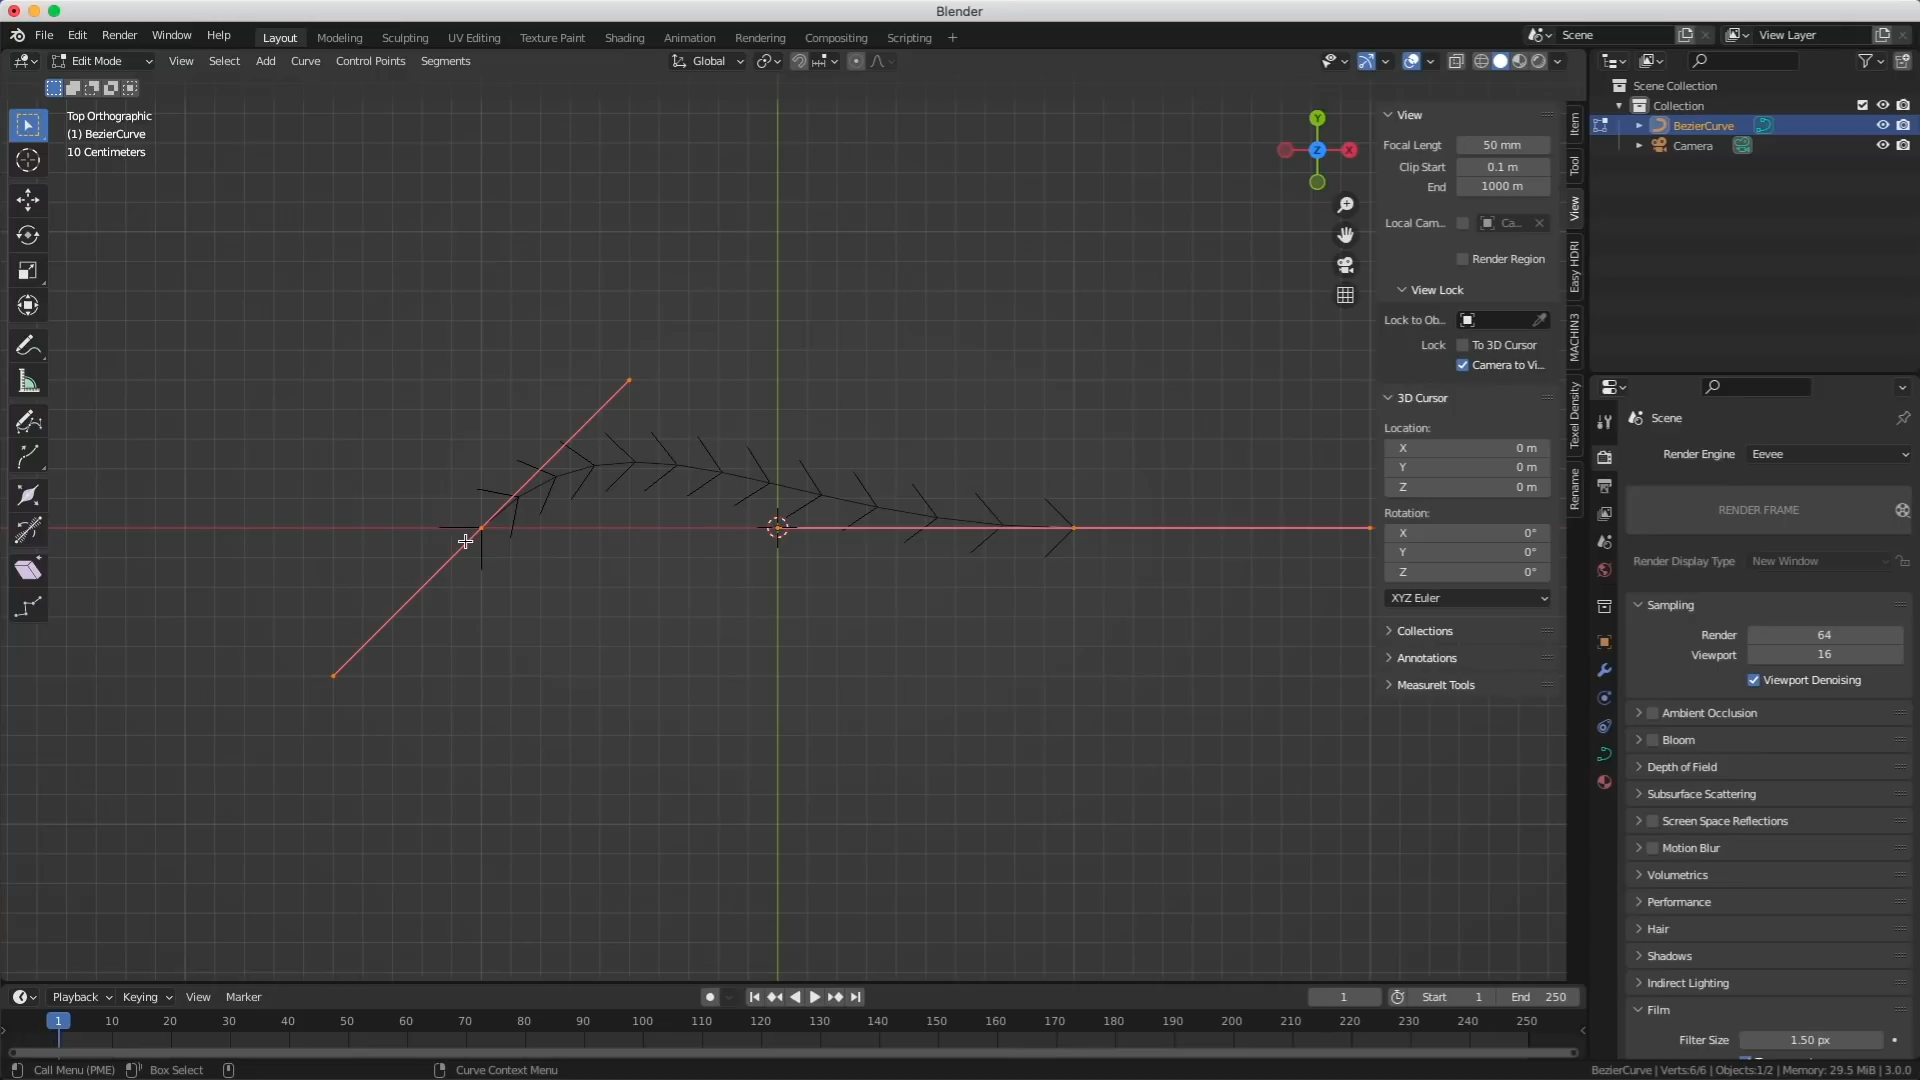 Blender
File Edit Render Window Help
Layout Modeling Sculpting UV Editing Texture Paint Shading Animation Rendering Compositing Scripting
Scene
View Layer
Edit Mode
View Select Add Curve Control Points Segments
Global
Top Orthographic
(1) BezierCurve
10 Centimeters
Y
Z
X
View
Focal Lengt 50 mm
Clip Start 0.1 m
End 1000 m
Local Cam... Ca...
Render Region
View Lock
Lock to Ob...
Lock To 3D Cursor
Camera to Vi...
3D Cursor
Location:
X 0 m
Y 0 m
Z 0 m
Rotation:
X 0°
Y 0°
Z 0°
XYZ Euler
Collections
Annotations
MeasureIt Tools
Item
Tool
View
Easy HDRI
MACHIN3
Texel Density
Rename
Scene Collection
Collection
BezierCurve
Camera
Scene
Render Engine Eevee
RENDER FRAME
Render Display Type New Window
Sampling
Render 64
Viewport 16
Viewport Denoising
Ambient Occlusion
Bloom
Depth of Field
Subsurface Scattering
Screen Space Reflections
Motion Blur
Volumetrics
Performance
Hair
Shadows
Indirect Lighting
Film
Filter Size 1.50 px
Playback Keying View Marker
1
Start 1
End 250
1 10 20 30 40 50 60 70 80 90 100 110 120 130 140 150 160 170 180 190 200 210 220 230 240 250
Call Menu (PME) Box Select Curve Context Menu
BezierCurve | Verts:6/6 | Objects:1/2 | Memory: 29.5 MiB | 3.0.0